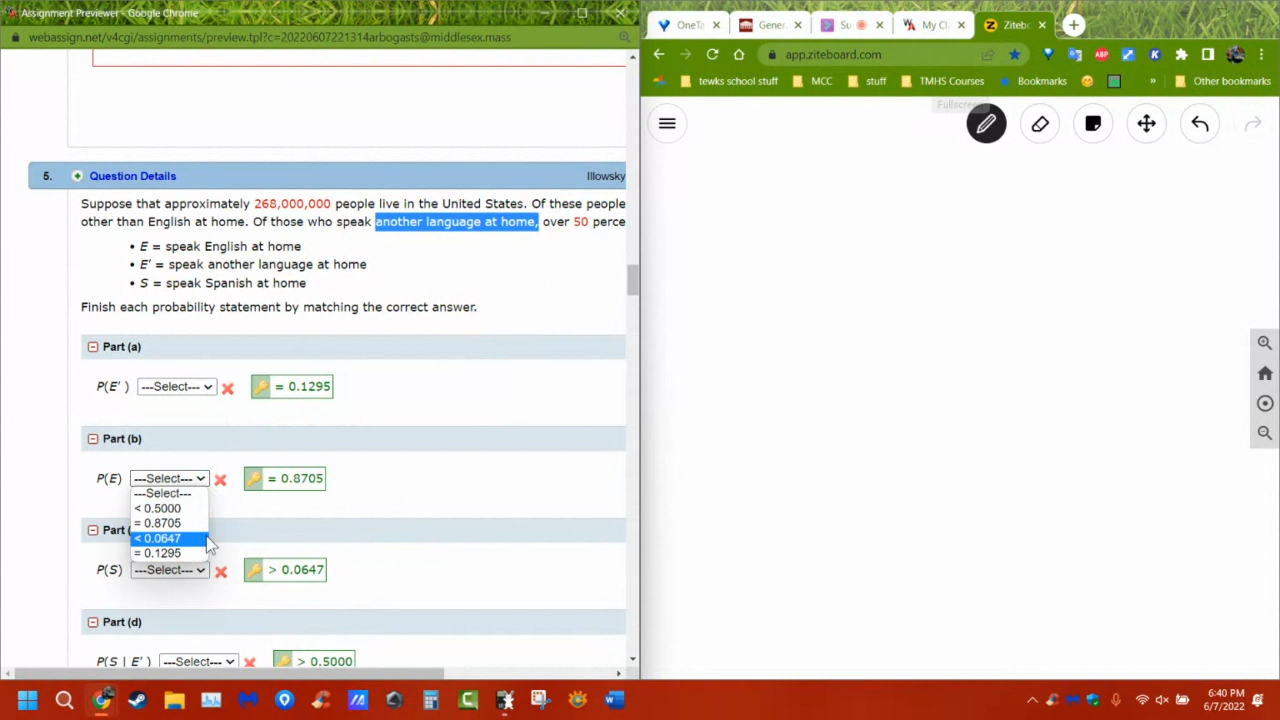 Assignment Previewer - Google Chrome
webassign.net/v4cgi/assignments/preview.tpl?c=20220607221314arbogasts@middlesex.mass
OneTa
Gener
Su
My Cl
Zitebo
app.ziteboard.com
tewks school stuff
MCC
stuff
TMHS Courses
Bookmarks
»
Other bookmarks
Fullscreen
5. Question Details Illowsky
Suppose that approximately 268,000,000 people live in the United States. Of these people
other than English at home. Of those who speak another language at home, over 50 perce
• E = speak English at home
• E′ = speak another language at home
• S = speak Spanish at home
Finish each probability statement by matching the correct answer.
Part (a)
P(E′ ) ---Select--- = 0.1295
Part (b)
P(E) ---Select--- = 0.8705
---Select---
< 0.5000
= 0.8705
Part (
< 0.0647
= 0.1295
P(S) ---Select--- > 0.0647
Part (d)
P(S | E′ ) ---Select--- > 0.5000
6:40 PM
6/7/2022